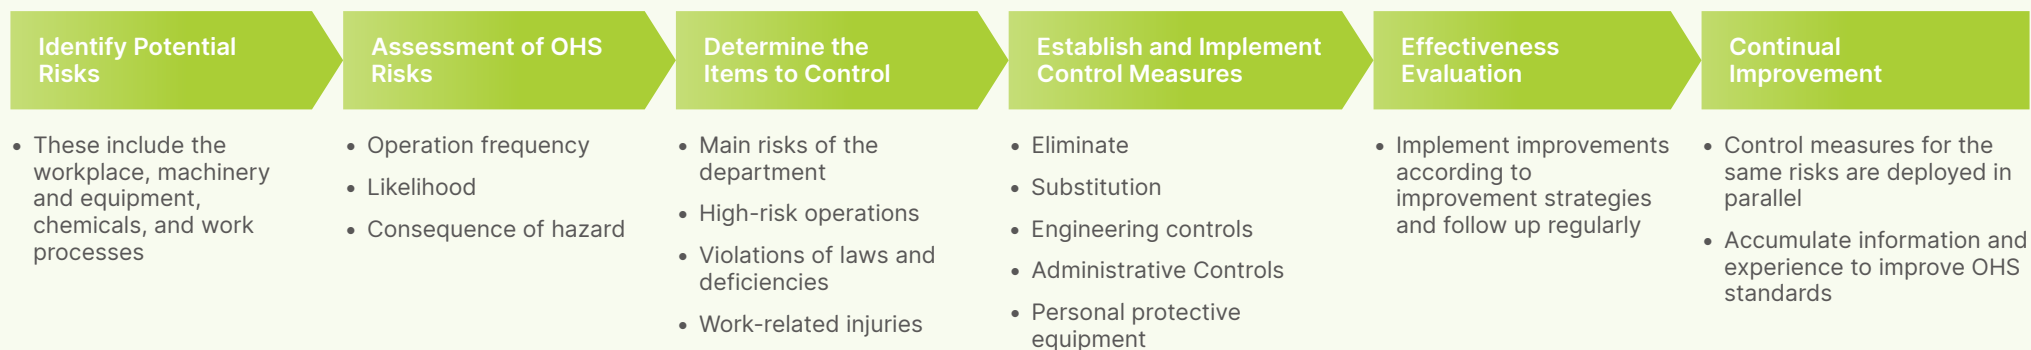 Identify Potential
Risks
These include the
workplace, machinery
and equipment,
chemicals, and work
processes
Assessment of OHS
Risks
Operation frequency
Likelihood
Consequence of hazard
Determine the
Items to Control
Main risks of the
department
High-risk operations
Violations of laws and
deficiencies
Work-related injuries
Establish and Implement
Control Measures
Eliminate
Substitution
Engineering controls
Administrative Controls
Personal protective
equipment
Effectiveness
Evaluation
Implement improvements
according to
improvement strategies
and follow up regularly
Continual
Improvement
Control measures for the
same risks are deployed in
parallel
Accumulate information and
experience to improve OHS
standards